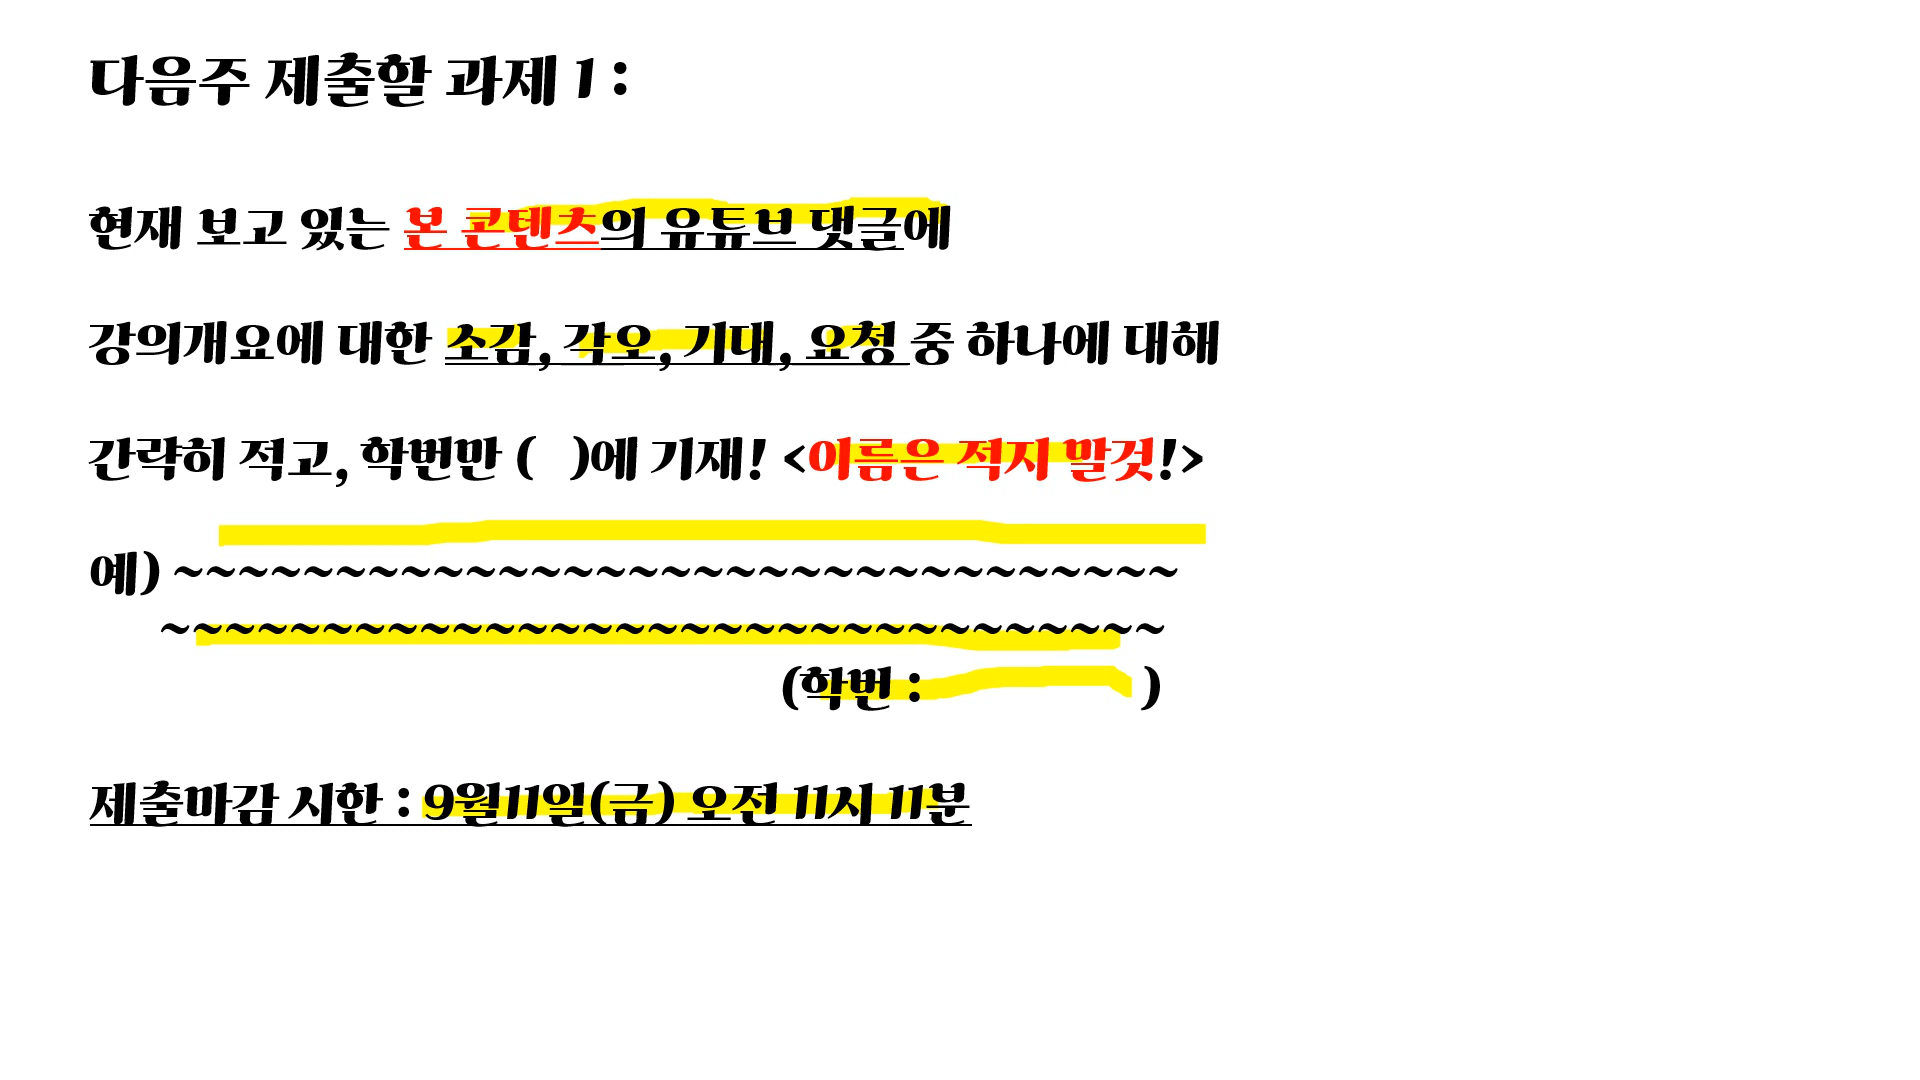 다음주 제출할 과제 1 :
현재 보고 있는 본 콘텐츠의 유튜브 댓글에
강의개요에 대한 소감, 각오, 기대, 요청 중 하나에 대해
간략히 적고, 학번만 (   )에 기재! <이름은 적지 말것!>
예) ~~~~~~~~~~~~~~~~~~~~~~~~~~~~~~~
~~~~~~~~~~~~~~~~~~~~~~~~~~~~~~~
(학번 :                )
제출마감 시한 : 9월11일(금) 오전 11시 11분